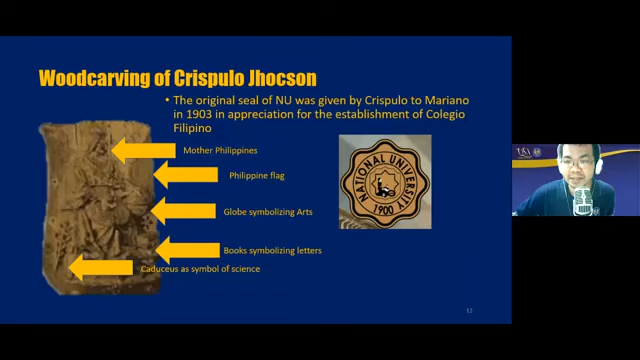 Woodcarving of Crispulo Jhocson
• The original seal of NU was given by Crispulo to Mariano
in 1903 in appreciation for the establishment of Colegio
Filipino
Mother Philippines
Philippine flag
Globe symbolizing Arts
Books symbolizing letters
Caduceus as symbol of science
NATIONAL UNIVERSITY
1900
12